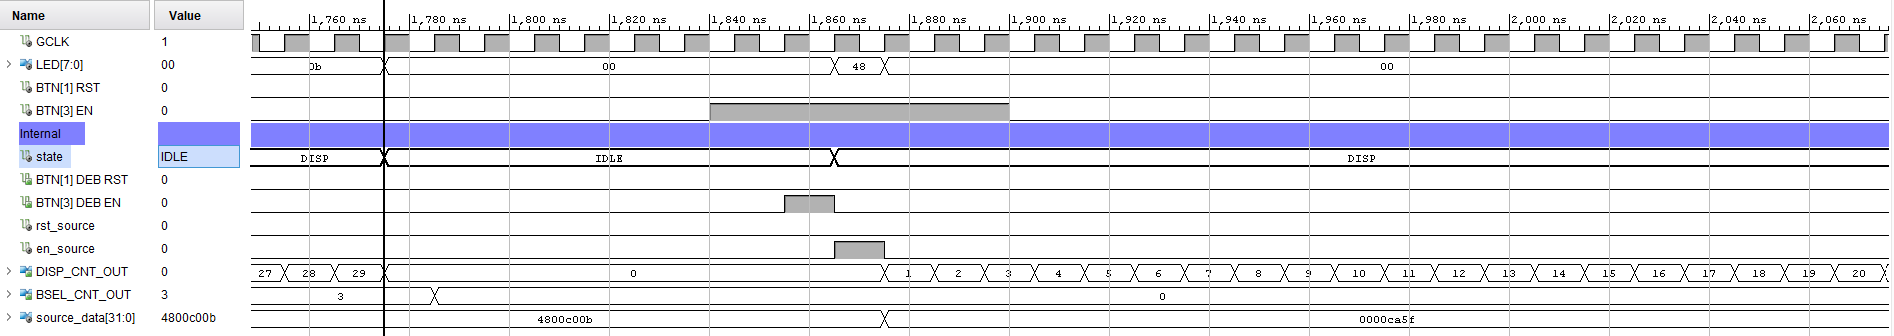 Name Value 1,760 ns 1,780 ns 1,800 ns 1,820 ns 1,840 ns 1,860 ns 1,880 ns 1,900 ns 1,920 ns 1,940 ns 1,960 ns 1,980 ns 2,000 ns 2,020 ns 2,040 ns 2,060 ns
GCLK 1
LED[7:0] 00 0b 00 48 00
BTN[1] RST 0
BTN[3] EN 0
Internal
state IDLE DISP IDLE DISP
BTN[1] DEB RST 0
BTN[3] DEB EN 0
rst_source 0
en_source 0
DISP_CNT_OUT 0 27 28 29 0 1 2 3 4 5 6 7 8 9 10 11 12 13 14 15 16 17 18 19 20
BSEL_CNT_OUT 3 3 0
source_data[31:0] 4800c00b 4800c00b 0000ca5f